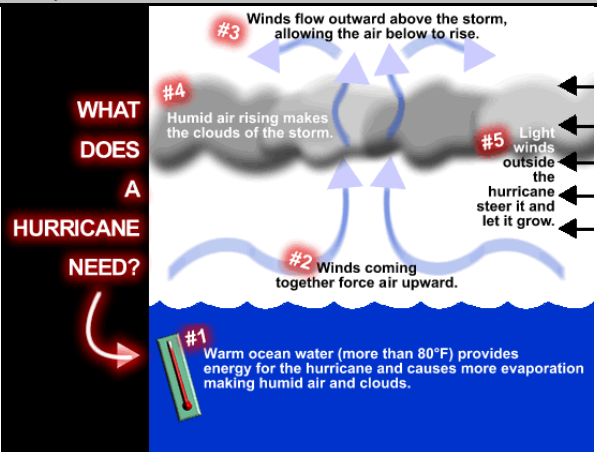 WHAT
DOES
A
HURRICANE
NEED?
#3
Winds flow outward above the storm,
allowing the air below to rise.
#4
Humid air rising makes
the clouds of the storm.
#5
Light
winds
outside
the
hurricane
steer it and
let it grow.
#2
Winds coming
together force air upward.
#1
Warm ocean water (more than 80°F) provides
energy for the hurricane and causes more evaporation
making humid air and clouds.